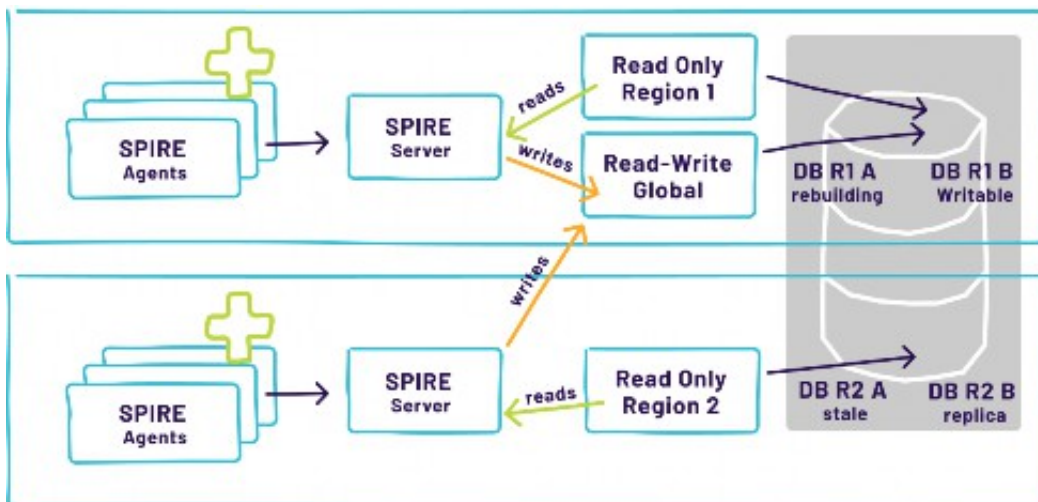 SPIRE
Agents
SPIRE
Server
reads
writes
Read Only
Region 1
Read-Write
Global
DB R1 A
rebuilding
DB R1 B
Writable
writes
SPIRE
Agents
SPIRE
Server
reads
Read Only
Region 2
DB R2 A
stale
DB R2 B
replica